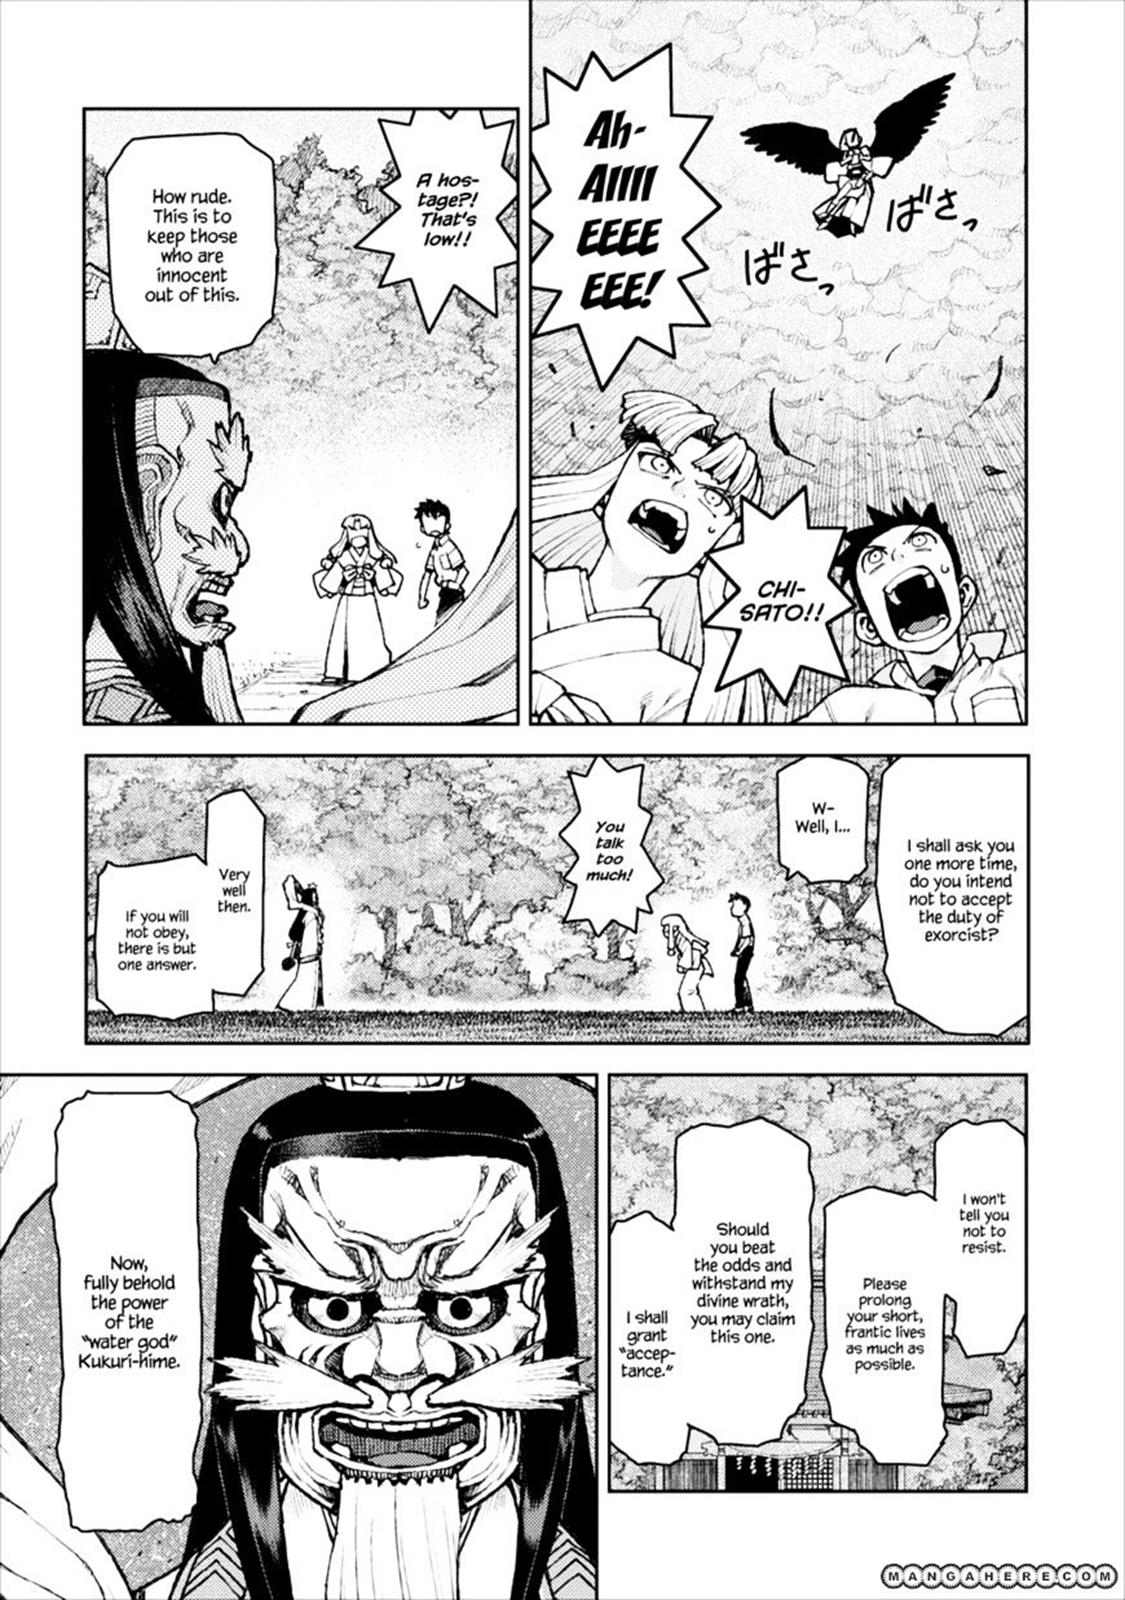 Ah-
AIIII
EEEE
EEE!
ばさっ
ばさっ
CHI-
SATO!!
A hos-
tage?!
That's
low!!
How rude.
This is to
keep those
who are
innocent
out of this.
I shall ask you
one more time,
do you intend
not to accept
the duty of
exorcist?
W-
Well, I...
You
talk
too
much!
Very
well
then.
If you will
not obey,
there is but
one answer.
I won't
tell you
not to
resist.
Please
prolong
your short,
frantic lives
as much as
possible.
Should
you beat
the odds and
withstand my
divine wrath,
you may claim
this one.
I shall
grant
"accep-
tance."
Now,
fully behold
the power
of the
"water god"
Kukuri-hime.
MANGAHERE.COM